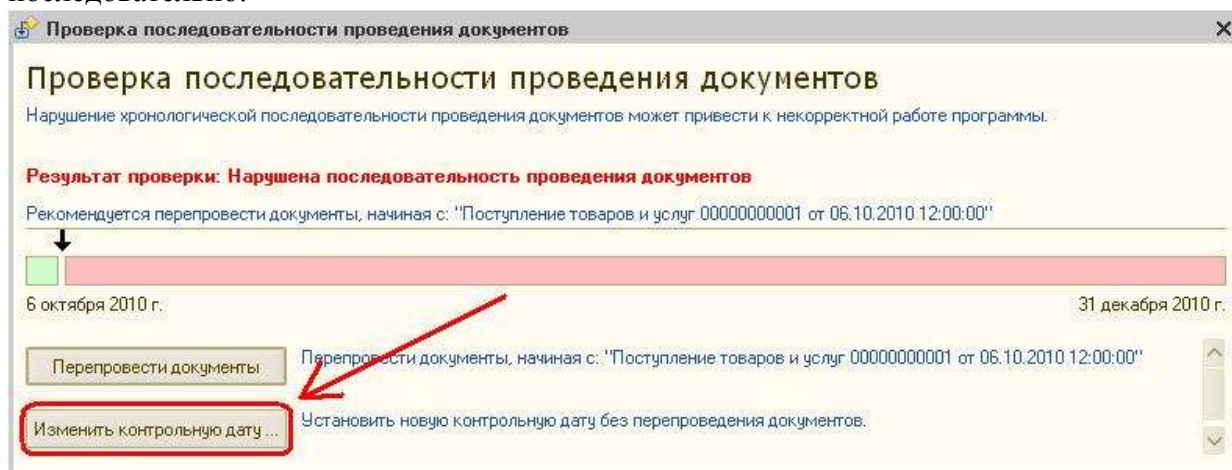 последовательно.
Проверка последовательности проведения документов
Проверка последовательности проведения документов
Нарушение хронологической последовательности проведения документов может привести к некорректной работе программы.
Результат проверки: Нарушена последовательность проведения документов
Рекомендуется перепровести документы, начиная с: "Поступление товаров и услуг 00000000001 от 06.10.2010 12:00:00"
6 октября 2010 г.
31 декабря 2010 г.
Перепровести документы
Перепровести документы, начиная с: "Поступление товаров и услуг 00000000001 от 06.10.2010 12:00:00"
Изменить контрольную дату ...
Установить новую контрольную дату без перепроведения документов.